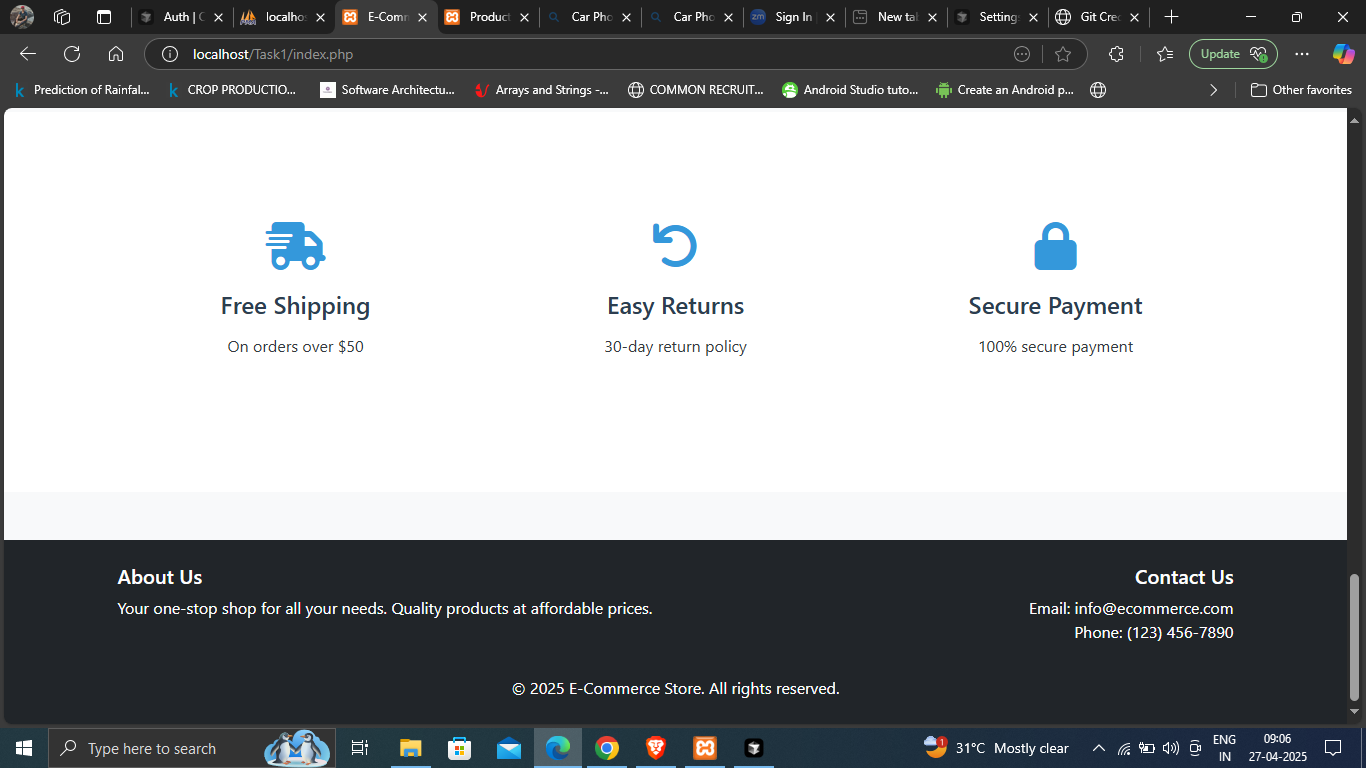 Auth | C
localhos
E-Comm
Product
Car Pho
Car Pho
zm
Sign In
New tab
Settings
Git Cred
localhost/Task1/index.php
Update
Prediction of Rainfal...
CROP PRODUCTIO...
Software Architectu...
Arrays and Strings -...
COMMON RECRUIT...
Android Studio tuto...
Create an Android p...
Other favorites
Free Shipping
Easy Returns
Secure Payment
On orders over $50
30-day return policy
100% secure payment
About Us
Contact Us
Your one-stop shop for all your needs. Quality products at affordable prices.
Email: info@ecommerce.com
Phone: (123) 456-7890
© 2025 E-Commerce Store. All rights reserved.
Type here to search
1
31°C Mostly clear
ENG
IN
09:06
27-04-2025